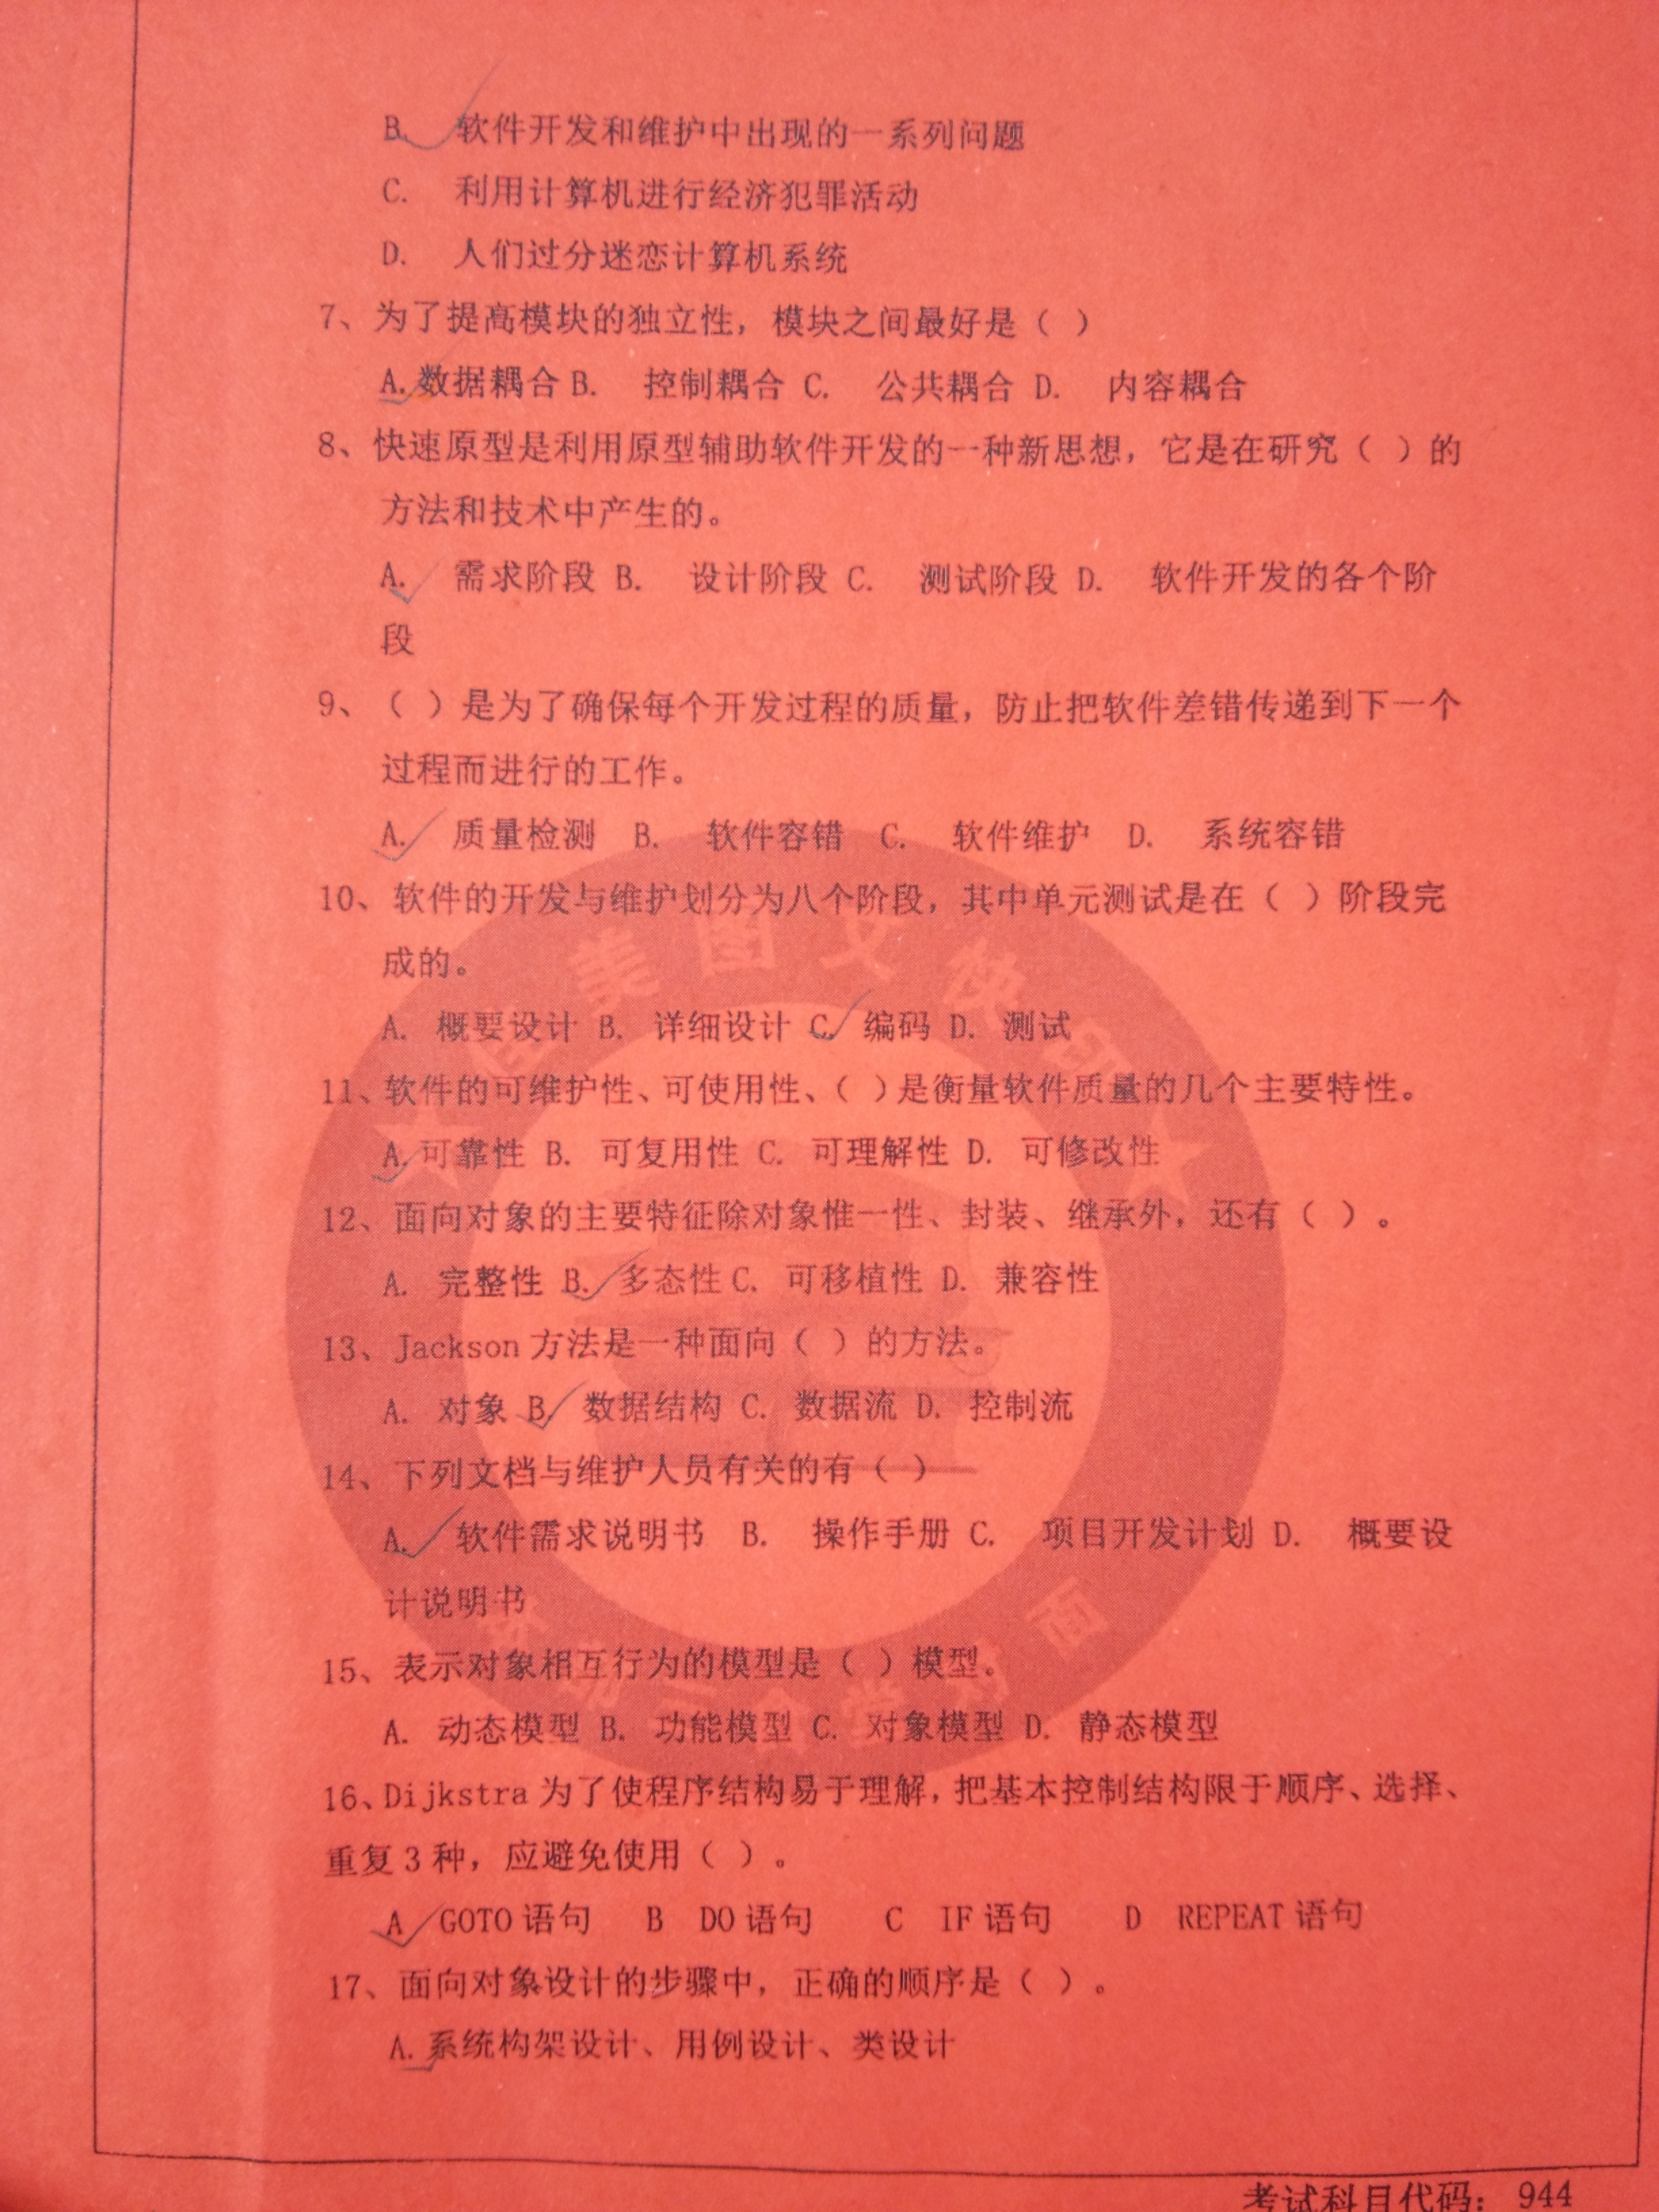 B. 软件开发和维护中出现的一系列问题
C. 利用计算机进行经济犯罪活动
D. 人们过分迷恋计算机系统
7、为了提高模块的独立性，模块之间最好是（ ）
A.数据耦合 B. 控制耦合 C. 公共耦合 D. 内容耦合
8、快速原型是利用原型辅助软件开发的一种新思想，它是在研究（ ）的
方法和技术中产生的。
A. 需求阶段 B. 设计阶段 C. 测试阶段 D. 软件开发的各个阶
段
9、（ ）是为了确保每个开发过程的质量，防止把软件差错传递到下一个
过程而进行的工作。
A. 质量检测 B. 软件容错 C. 软件维护 D. 系统容错
10、软件的开发与维护划分为八个阶段，其中单元测试是在（ ）阶段完
成的。
A. 概要设计 B. 详细设计 C. 编码 D. 测试
11、软件的可维护性、可使用性、（ ）是衡量软件质量的几个主要特性。
A.可靠性 B. 可复用性 C. 可理解性 D. 可修改性
12、面向对象的主要特征除对象惟一性、封装、继承外，还有（ ）。
A. 完整性 B. 多态性 C. 可移植性 D. 兼容性
13、Jackson 方法是一种面向（ ）的方法。
A. 对象 B. 数据结构 C. 数据流 D. 控制流
14、下列文档与维护人员有关的有（ ）
A. 软件需求说明书 B. 操作手册 C. 项目开发计划 D. 概要设
计说明书
15、表示对象相互行为的模型是（ ）模型。
A. 动态模型 B. 功能模型 C. 对象模型 D. 静态模型
16、Dijkstra 为了使程序结构易于理解，把基本控制结构限于顺序、选择、
重复 3 种，应避免使用（ ）。
A GOTO 语句 B DO 语句 C IF 语句 D REPEAT 语句
17、面向对象设计的步骤中，正确的顺序是（ ）。
A.系统构架设计、用例设计、类设计
考试科目代码：944
美图文快印